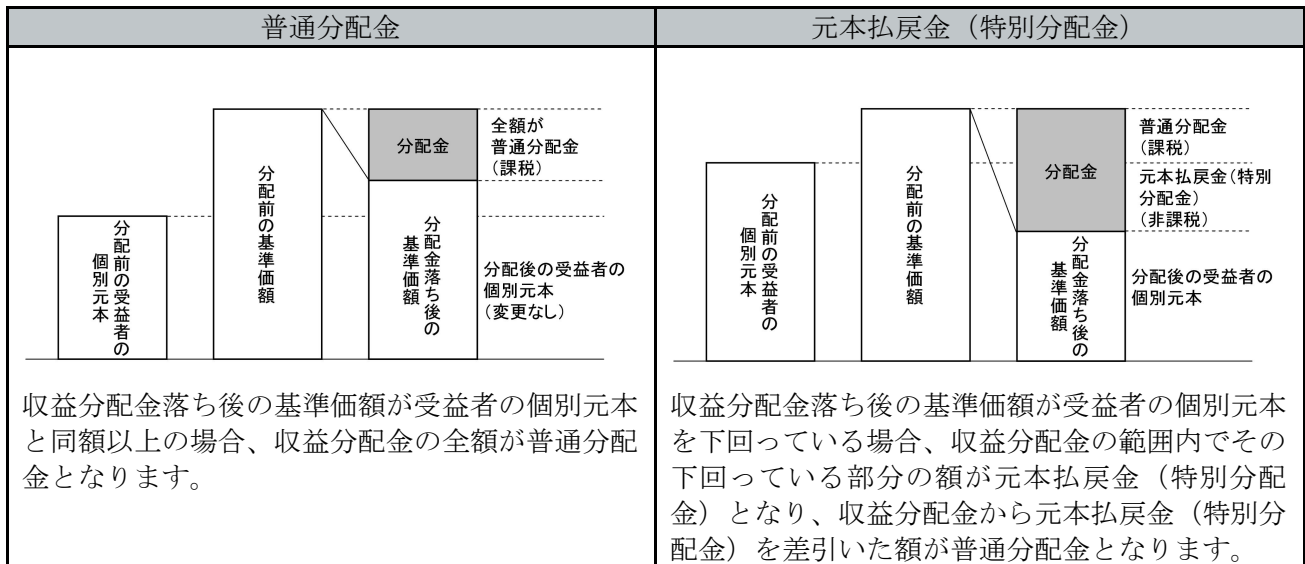 普通分配金
分配前の受益者の
個別元本
分配前の基準価額
分配金
分配金落ち後の
基準価額
全額が
普通分配金
(課税)
分配後の受益者の
個別元本
(変更なし)
収益分配金落ち後の基準価額が受益者の個別元本
と同額以上の場合、収益分配金の全額が普通分配
金となります。
元本払戻金（特別分配金）
分配前の受益者の
個別元本
分配前の基準価額
分配金
分配金落ち後の
基準価額
普通分配金
(課税)
元本払戻金(特別
分配金)
(非課税)
分配後の受益者の
個別元本
収益分配金落ち後の基準価額が受益者の個別元本
を下回っている場合、収益分配金の範囲内でその
下回っている部分の額が元本払戻金（特別分配
金）となり、収益分配金から元本払戻金（特別分
配金）を差引いた額が普通分配金となります。